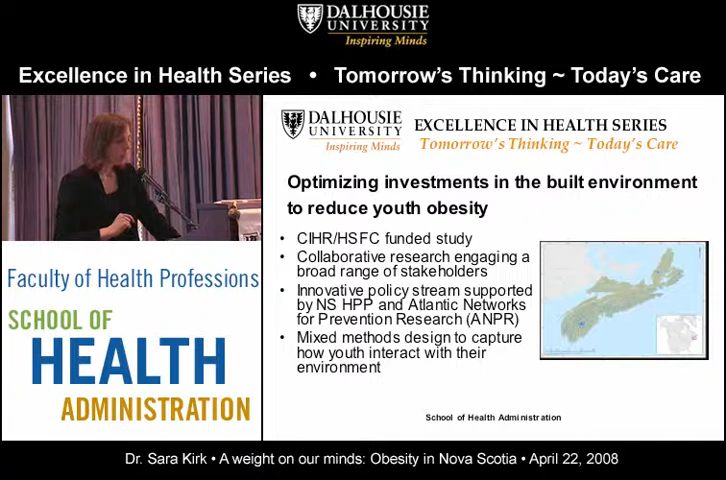 DALHOUSIE
UNIVERSITY
Inspiring Minds
Excellence in Health Series • Tomorrow's Thinking ~ Today's Care
DALHOUSIE
UNIVERSITY
Inspiring Minds
EXCELLENCE IN HEALTH SERIES
Tomorrow's Thinking ~ Today's Care
Optimizing investments in the built environment
to reduce youth obesity
• CIHR/HSFC funded study
• Collaborative research engaging a
broad range of stakeholders
• Innovative policy stream supported
by NS HPP and Atlantic Networks
for Prevention Research (ANPR)
• Mixed methods design to capture
how youth interact with their
environment
School of Health Administration
Faculty of Health Professions
SCHOOL OF
HEALTH
ADMINISTRATION
Dr. Sara Kirk • A weight on our minds: Obesity in Nova Scotia • April 22, 2008